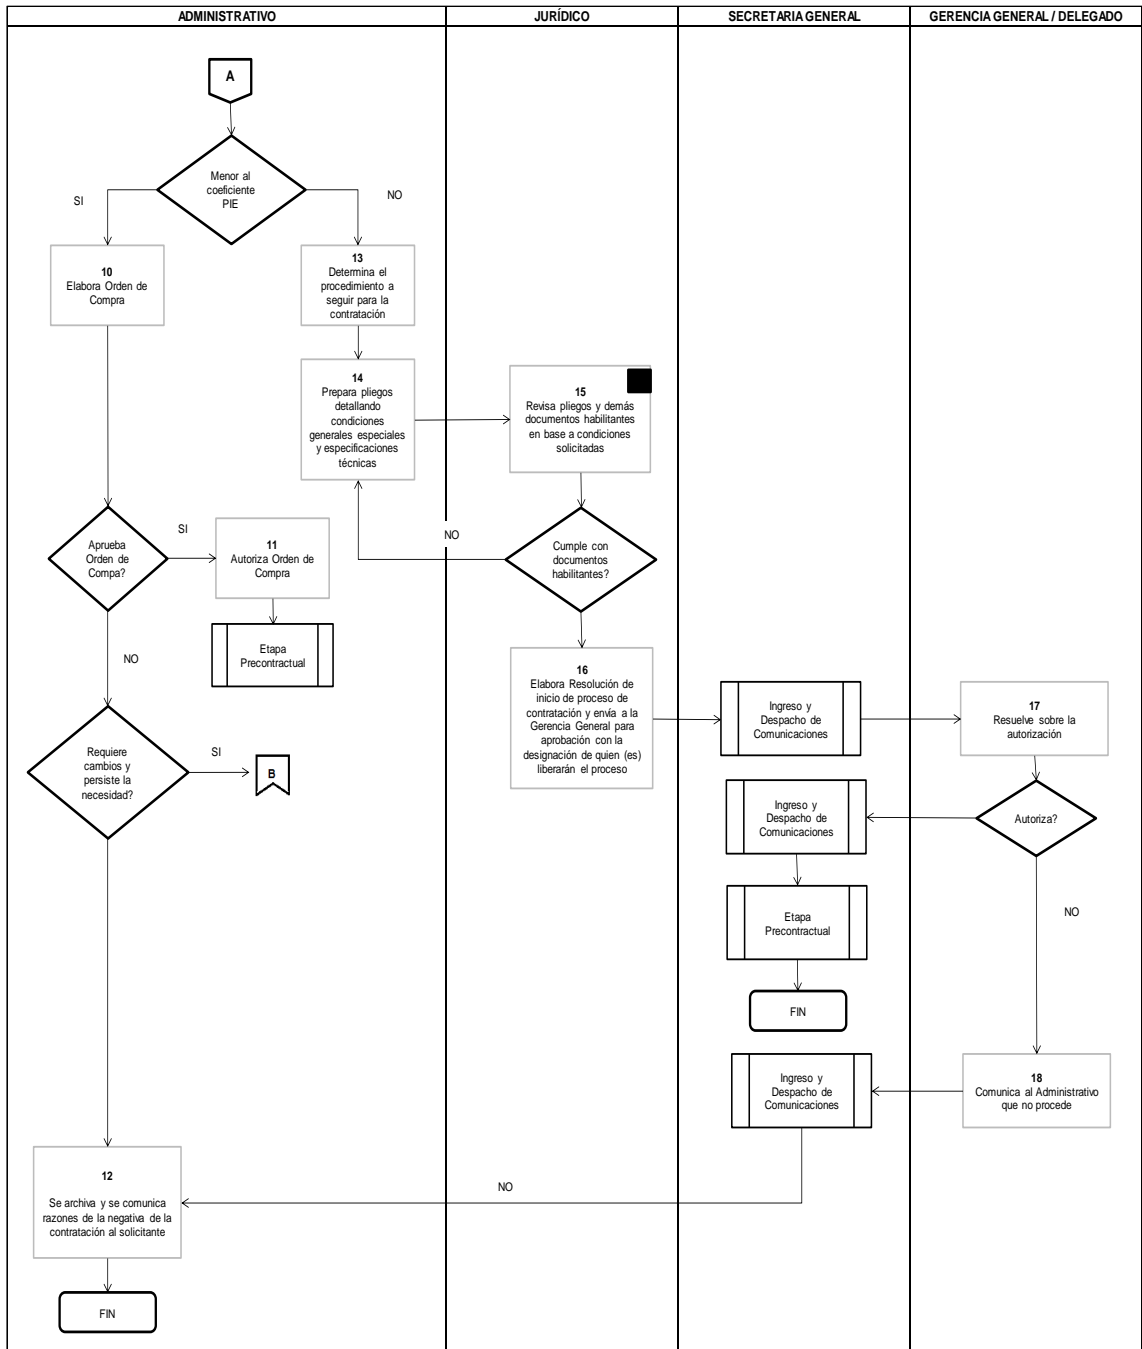 ADMINISTRATIVO
JURÍDICO
SECRETARIA GENERAL
GERENCIA GENERAL / DELEGADO
A
Menor al
coeficiente
PIE
SI
NO
10
Elabora Orden de
Compra
13
Determina el
procedimiento a
seguir para la
contratación
14
Prepara pliegos
detallando
condiciones
generales especiales
y especificaciones
técnicas
15
Revisa pliegos y demás
documentos habilitantes
en base a condiciones
solicitadas
Aprueba
Orden de
Compa?
SI
11
Autoriza Orden de
Compra
NO
Cumple con
documentos
habilitantes?
Etapa
Precontractual
NO
16
Elabora Resolución de
inicio de proceso de
contratación y envía a la
Gerencia General para
aprobación con la
designación de quien (es)
liberarán el proceso
Ingreso y
Despacho de
Comunicaciones
17
Resuelve sobre la
autorización
Requiere
cambios y
persiste la
necesidad?
SI
B
Ingreso y
Despacho de
Comunicaciones
Autoriza?
Etapa
Precontractual
NO
FIN
Ingreso y
Despacho de
Comunicaciones
18
Comunica al Administrativo
que no procede
12
Se archiva y se comunica
razones de la negativa de la
contratación al solicitante
NO
FIN